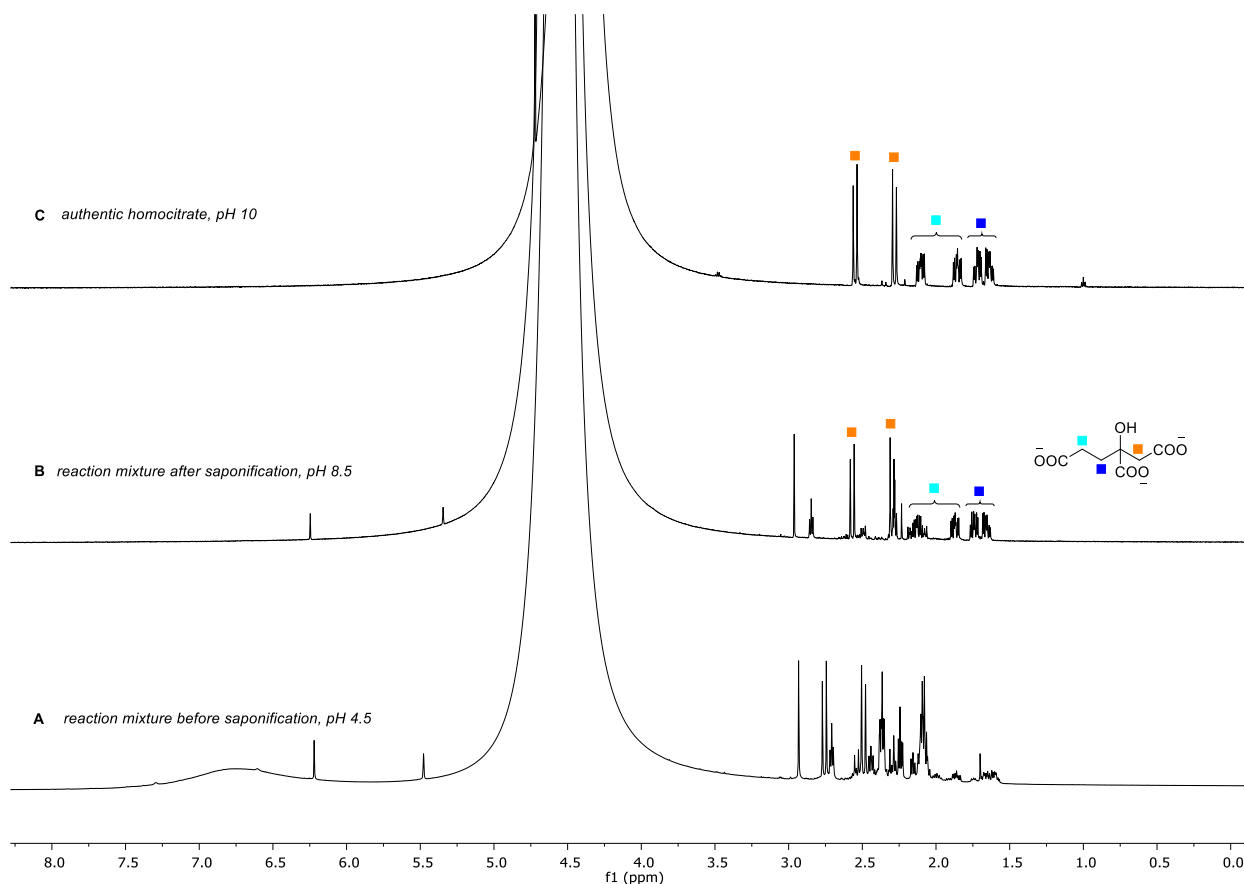 C authentic homocitrate, pH 10
B reaction mixture after saponification, pH 8.5
OH
−OOC COO−
COO−
A reaction mixture before saponification, pH 4.5
8.0 7.5 7.0 6.5 6.0 5.5 5.0 4.5 4.0 3.5 3.0 2.5 2.0 1.5 1.0 0.5 0.0
f1 (ppm)